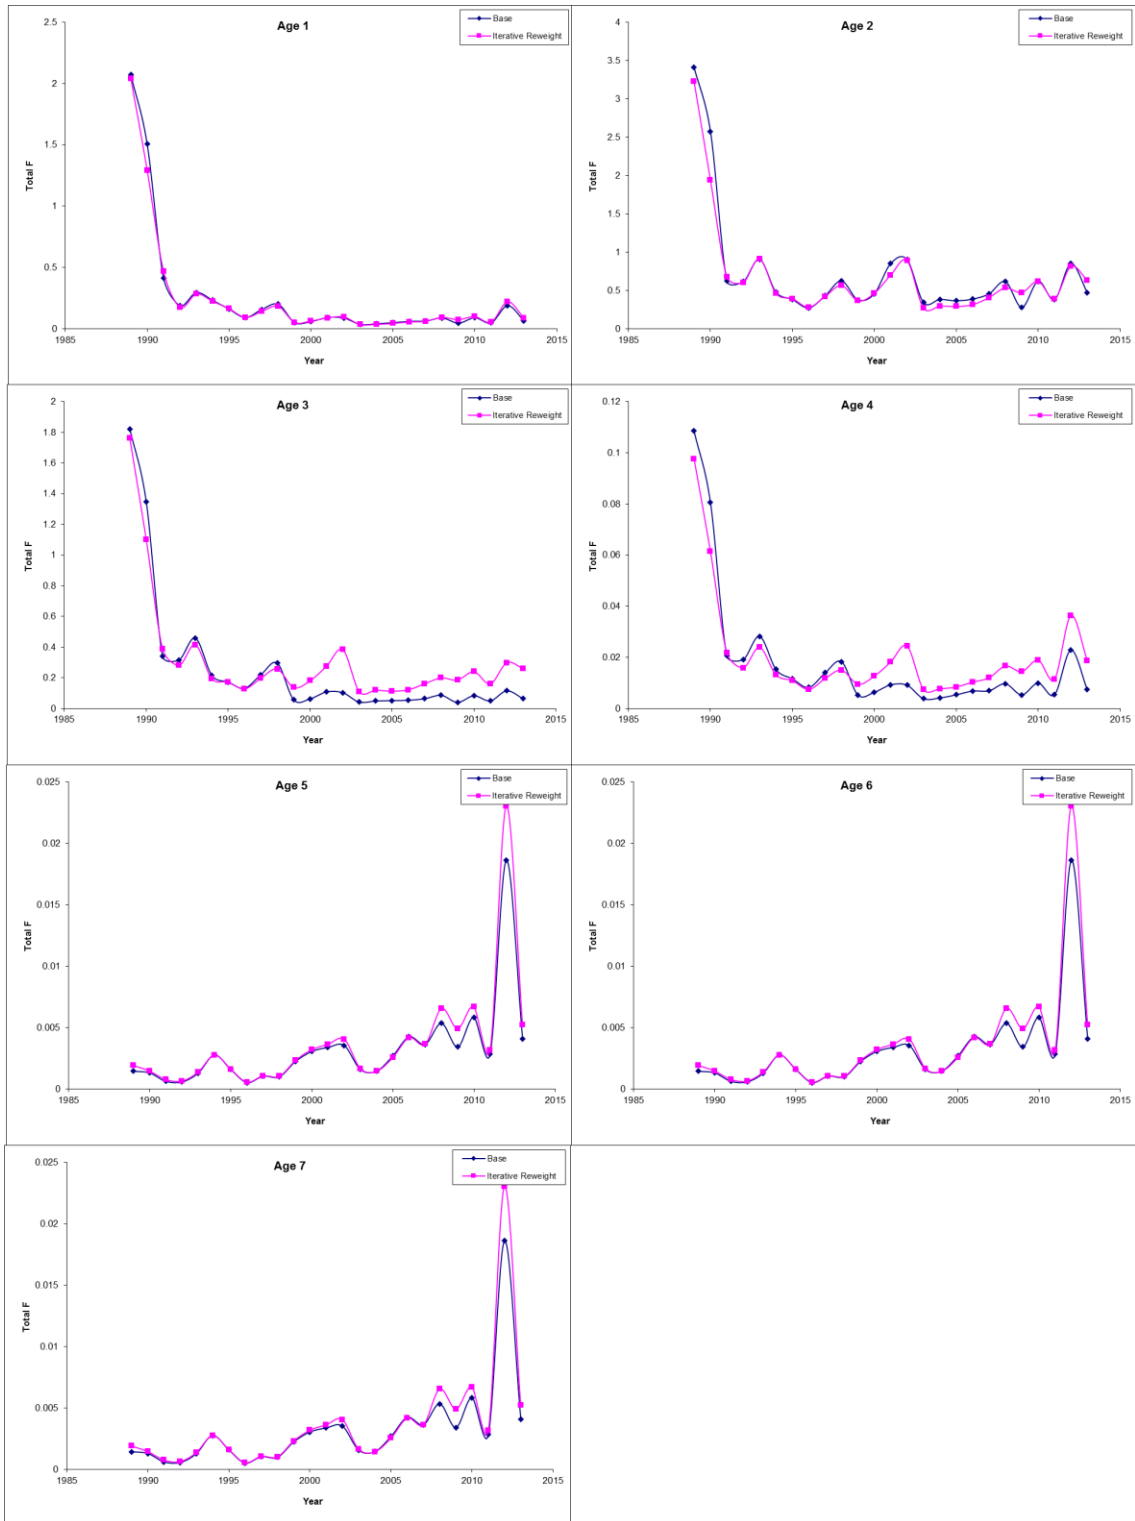 Age 1
Base
Iterative Reweight
2.5
2
1.5
1
0.5
0
Total F
1985
1990
1995
2000
2005
2010
2015
Year
Age 2
Base
Iterative Reweight
4
3.5
3
2.5
2
1.5
1
0.5
0
Total F
1985
1990
1995
2000
2005
2010
2015
Year
Age 3
Base
Iterative Reweight
2
1.8
1.6
1.4
1.2
1
0.8
0.6
0.4
0.2
0
Total F
1985
1990
1995
2000
2005
2010
2015
Year
Age 4
Base
Iterative Reweight
0.12
0.1
0.08
0.06
0.04
0.02
0
Total F
1985
1990
1995
2000
2005
2010
2015
Year
Age 5
Base
Iterative Reweight
0.025
0.02
0.015
0.01
0.005
0
Total F
1985
1990
1995
2000
2005
2010
2015
Year
Age 6
Base
Iterative Reweight
0.025
0.02
0.015
0.01
0.005
0
Total F
1985
1990
1995
2000
2005
2010
2015
Year
Age 7
Base
Iterative Reweight
0.025
0.02
0.015
0.01
0.005
0
Total F
1985
1990
1995
2000
2005
2010
2015
Year